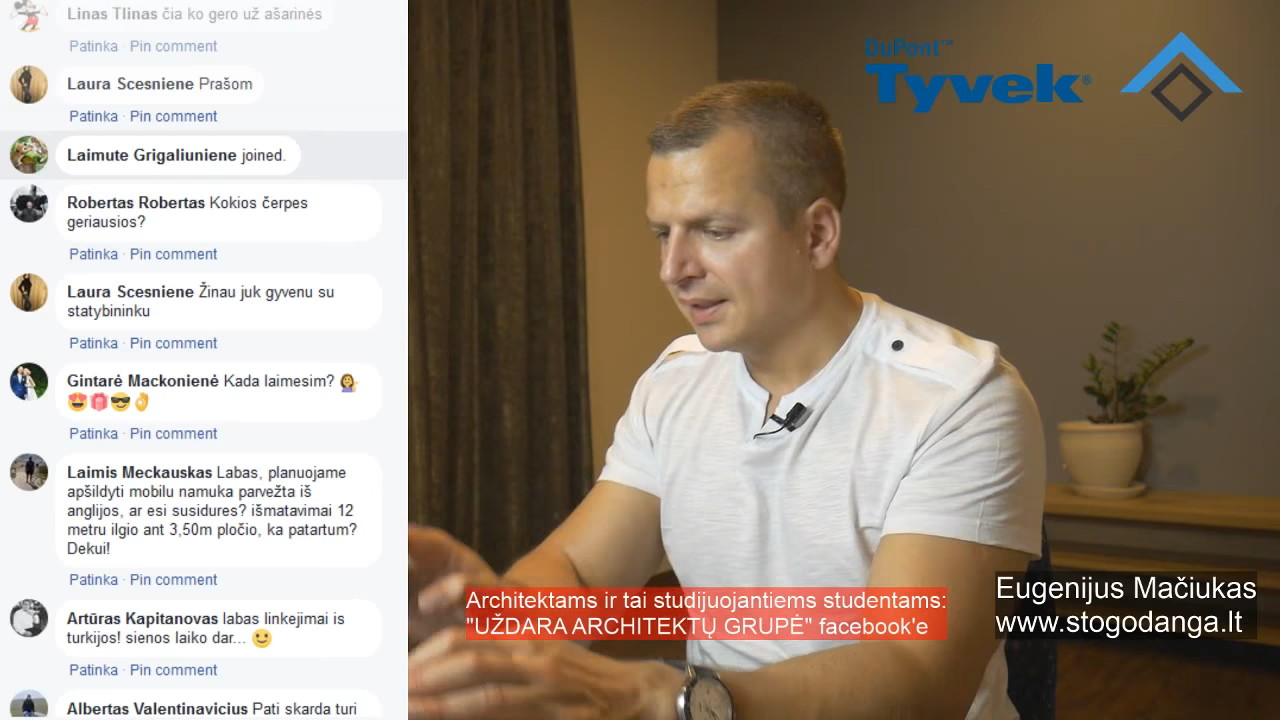 Linas Tlinas čia ko gero už ašarinės
Patinka · Pin comment
Laura Scesniene Prašom
Patinka · Pin comment
Laimute Grigaliuniene joined.
Robertas Robertas Kokios čerpes
geriausios?
Patinka · Pin comment
Laura Scesniene Žinau juk gyvenu su
statybininku
Patinka · Pin comment
Gintarė Mackonienė Kada laimesim? 💁‍♀️
😍🎁😎👌
Patinka · Pin comment
Laimis Meckauskas Labas, planuojame
apšildyti mobilu namuka parvežta iš
anglijos, ar esi susidures? išmatavimai 12
metru ilgio ant 3,50m pločio, ka patartum?
Dekui!
Patinka · Pin comment
Artūras Kapitanovas labas linkejimai is
turkijos! sienos laiko dar... 🙂
Patinka · Pin comment
Albertas Valentinavicius Pati skarda turi
DuPont™
Tyvek®
Architektams ir tai studijuojantiems studentams:
"UŽDARA ARCHITEKTŲ GRUPĖ" facebook'e
Eugenijus Mačiukas
www.stogodanga.lt